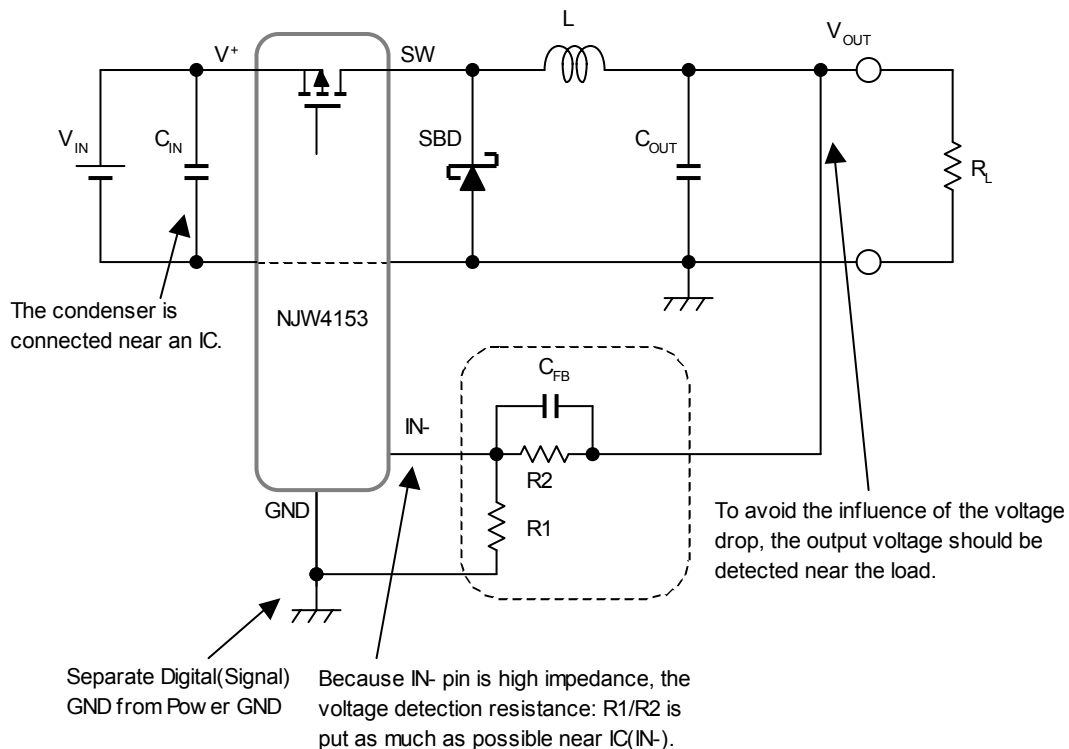 L
V+
SW
VOUT
VIN
CIN
SBD
COUT
RL
The condenser is
connected near an IC.
NJW4153
CFB
IN-
R2
GND
R1
To avoid the influence of the voltage
drop, the output voltage should be
detected near the load.
Separate Digital(Signal)
GND from Power GND
Because IN- pin is high impedance, the
voltage detection resistance: R1/R2 is
put as much as possible near IC(IN-).